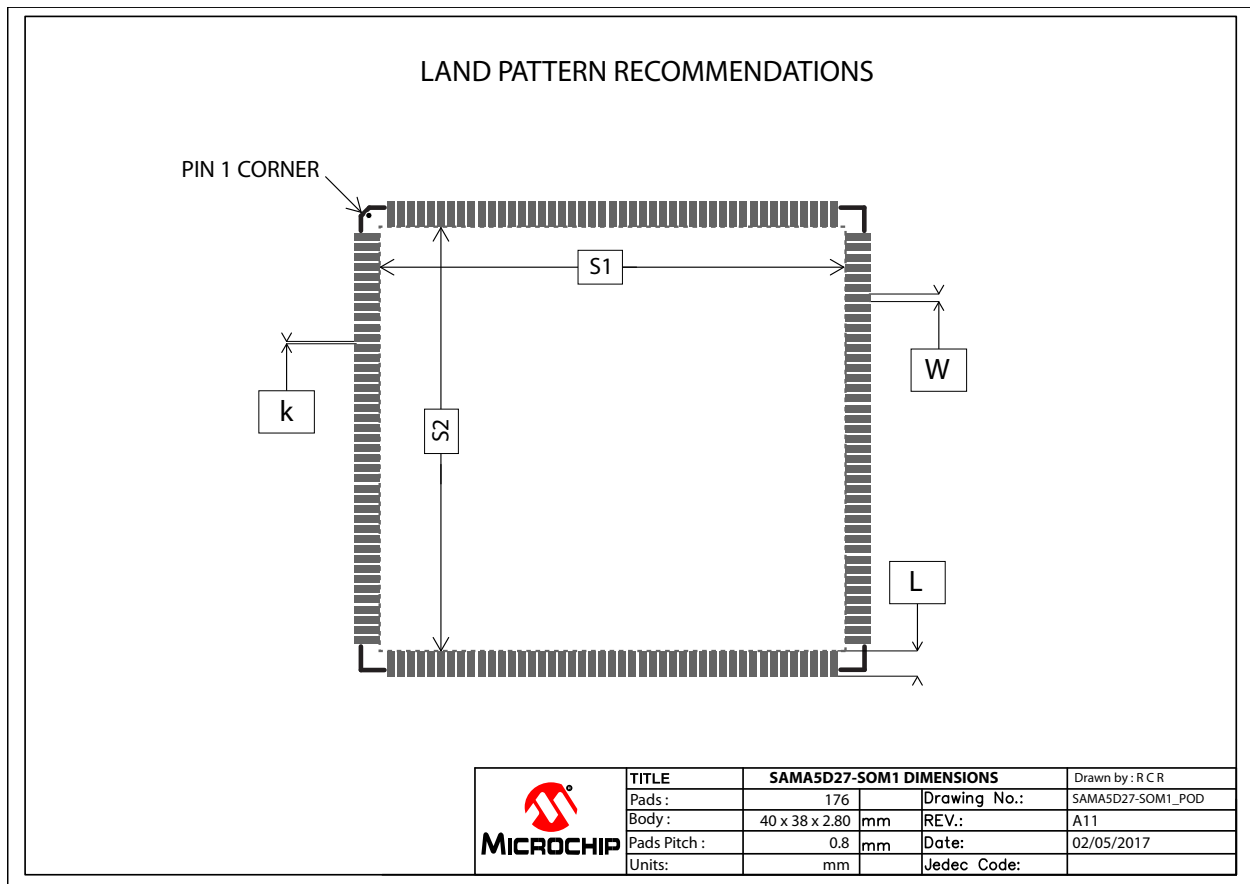 LAND PATTERN RECOMMENDATIONS
PIN 1 CORNER
S1
W
k
S2
L
MICROCHIP
TITLE SAMA5D27-SOM1 DIMENSIONS Drawn by : R C R
Pads : 176 Drawing No.: SAMA5D27-SOM1_POD
Body : 40 x 38 x 2.80 mm REV.: A11
Pads Pitch : 0.8 mm Date: 02/05/2017
Units: mm Jedec Code: